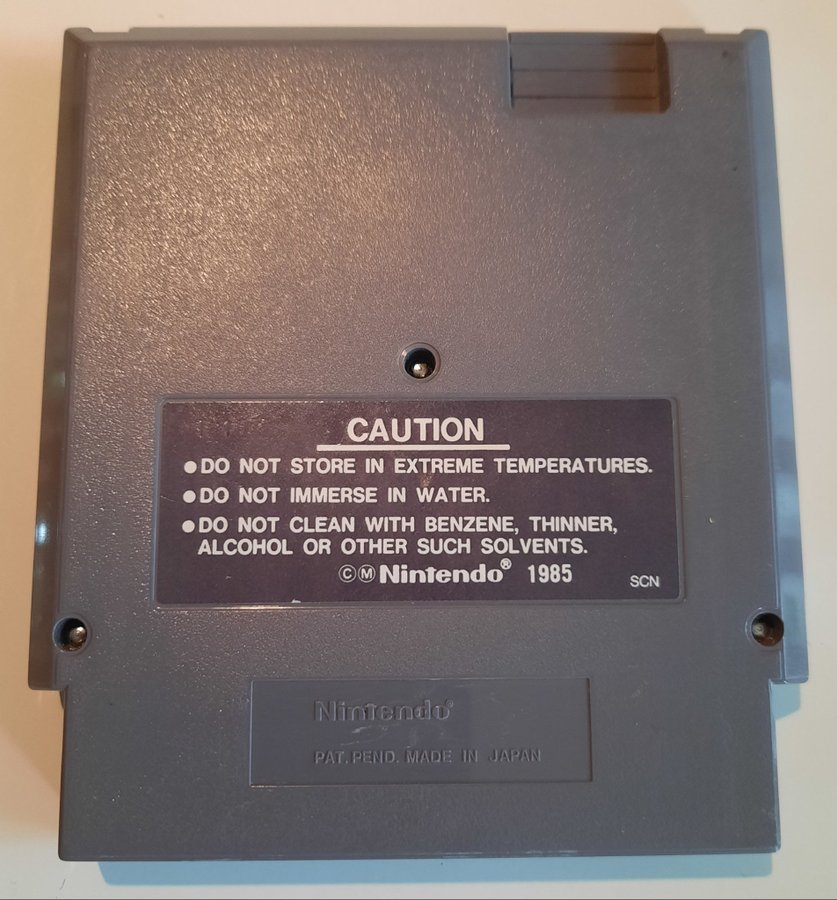 CAUTION
●DO NOT STORE IN EXTREME TEMPERATURES.
●DO NOT IMMERSE IN WATER.
●DO NOT CLEAN WITH BENZENE, THINNER,
ALCOHOL OR OTHER SUCH SOLVENTS.
ⒸⓂNintendo® 1985
SCN
Nintendo®
PAT. PEND. MADE IN JAPAN